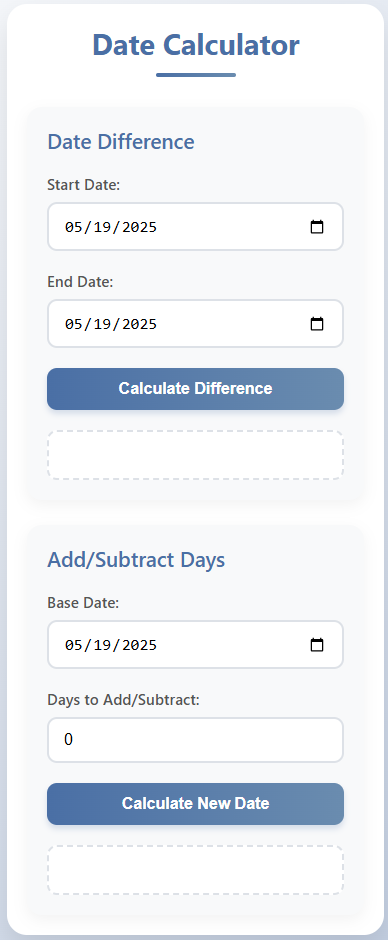 Date Calculator
Date Difference
Start Date:
05/19/2025
End Date:
05/19/2025
Calculate Difference
Add/Subtract Days
Base Date:
05/19/2025
Days to Add/Subtract:
0
Calculate New Date